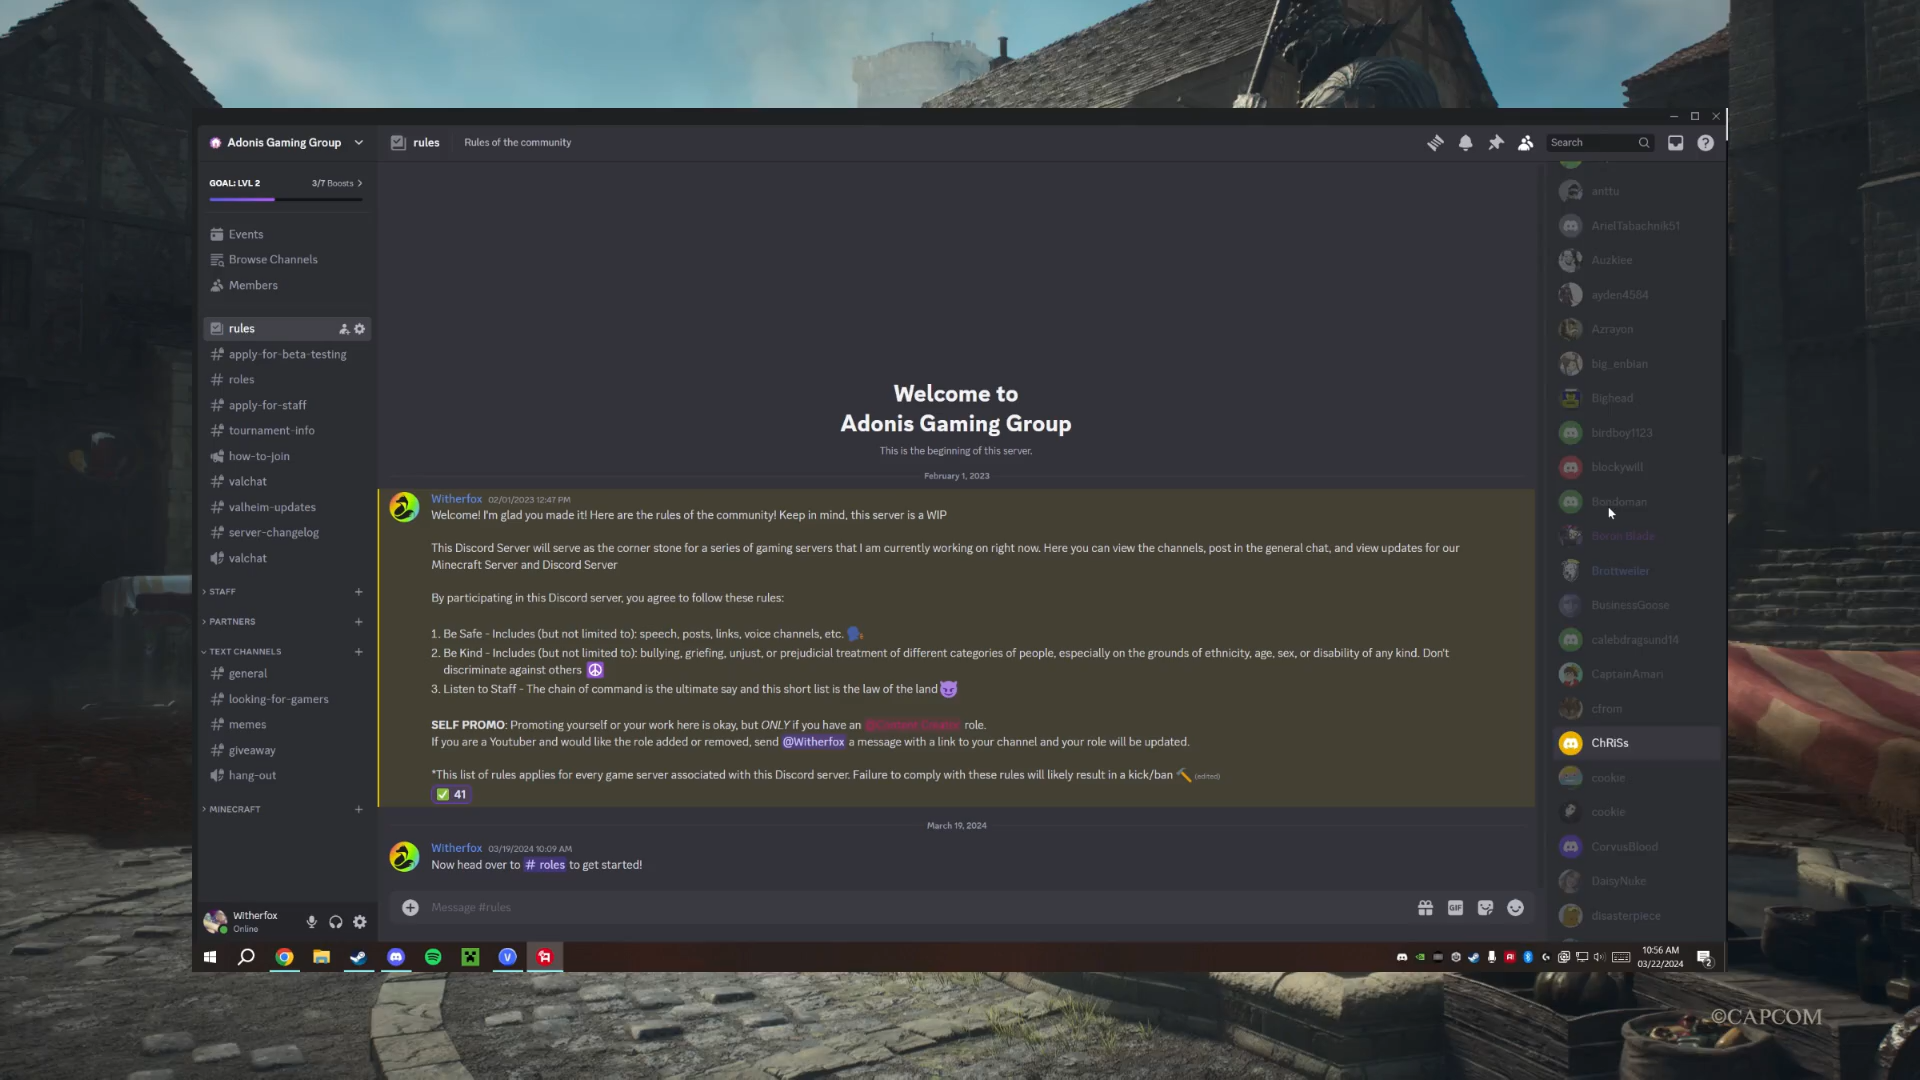 Adonis Gaming Group
rules
Rules of the community
Search
GOAL: LVL 2
3/7 Boosts
Events
Browse Channels
Members
rules
apply-for-beta-testing
roles
apply-for-staff
tournament-info
how-to-join
valchat
valheim-updates
server-changelog
valchat
STAFF
PARTNERS
TEXT CHANNELS
general
looking-for-gamers
memes
giveaway
hang-out
MINECRAFT
Witherfox
Online
Welcome to
Adonis Gaming Group
This is the beginning of this server.
February 1, 2023
Witherfox 02/01/2023 12:47 PM
Welcome! I'm glad you made it! Here are the rules of the community! Keep in mind, this server is a WIP
This Discord Server will serve as the corner stone for a series of gaming servers that I am currently working on right now. Here you can view the channels, post in the general chat, and view updates for our
Minecraft Server and Discord Server
By participating in this Discord server, you agree to follow these rules:
1. Be Safe - Includes (but not limited to): speech, posts, links, voice channels, etc.
2. Be Kind - Includes (but not limited to): bullying, griefing, unjust, or prejudicial treatment of different categories of people, especially on the grounds of ethnicity, age, sex, or disability of any kind. Don't
discriminate against others
3. Listen to Staff - The chain of command is the ultimate say and this short list is the law of the land
SELF PROMO: Promoting yourself or your work here is okay, but ONLY if you have an @Content Creator role.
If you are a Youtuber and would like the role added or removed, send @Witherfox a message with a link to your channel and your role will be updated.
*This list of rules applies for every game server associated with this Discord server. Failure to comply with these rules will likely result in a kick/ban (edited)
41
March 19, 2024
Witherfox 03/19/2024 10:09 AM
Now head over to # roles to get started!
Message #rules
GIF
anttu
ArielTabachnik51
Auzklee
ayden4584
Azrayon
big_enbian
Bighead
birdboy1123
blockywill
Bondoman
Boron Blade
Brottweiler
BusinessGoose
calebdragsund14
CaptainAmari
cfrom
ChRiSs
cookie
cookie
CorvusBlood
DaisyNuke
disasterpiece
10:56 AM
03/22/2024
2
©CAPCOM